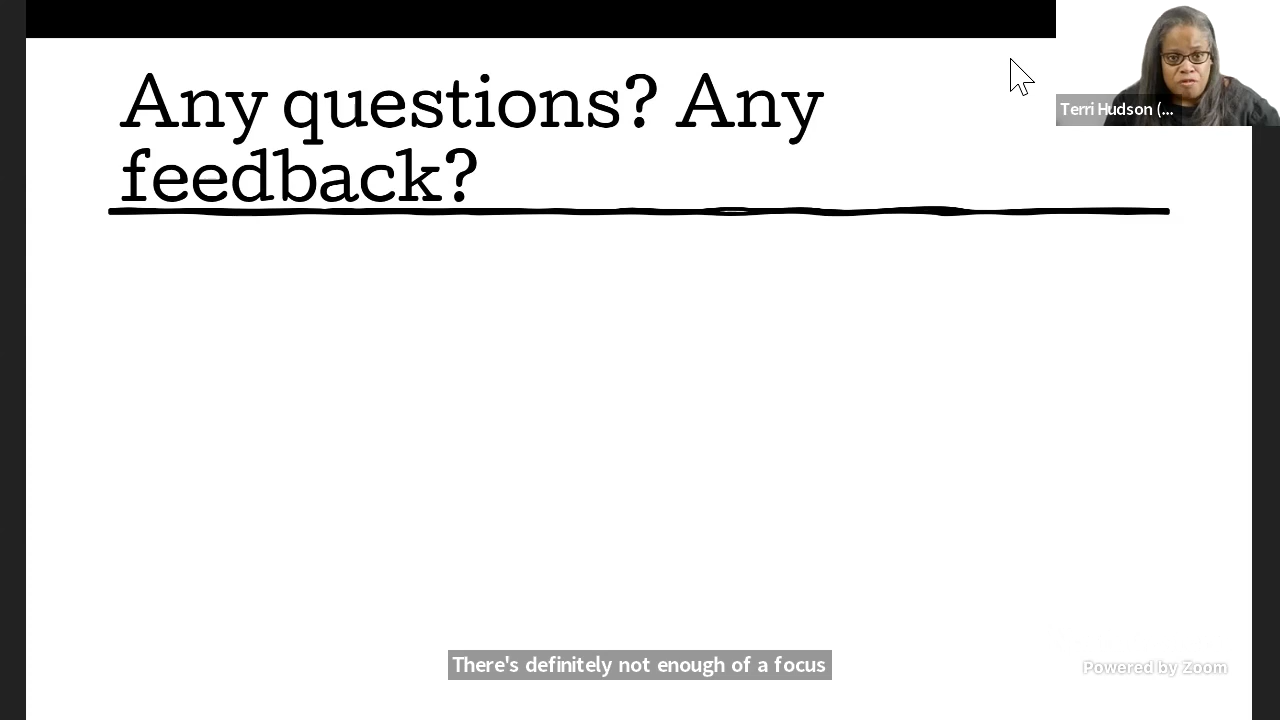 Any questions? Any
feedback?
Terri Hudson (...
There's definitely not enough of a focus
Powered by Zoom